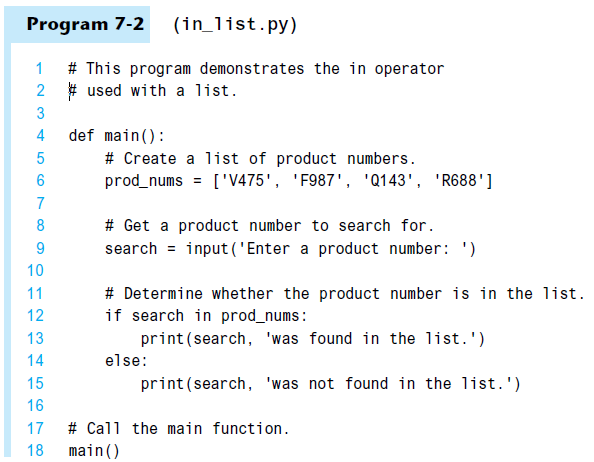 Program 7-2 (in_list.py)
1 # This program demonstrates the in operator
2 # used with a list.
3
4 def main():
5     # Create a list of product numbers.
6     prod_nums = ['V475', 'F987', 'Q143', 'R688']
7
8     # Get a product number to search for.
9     search = input('Enter a product number: ')
10
11     # Determine whether the product number is in the list.
12     if search in prod_nums:
13         print(search, 'was found in the list.')
14     else:
15         print(search, 'was not found in the list.')
16
17 # Call the main function.
18 main()